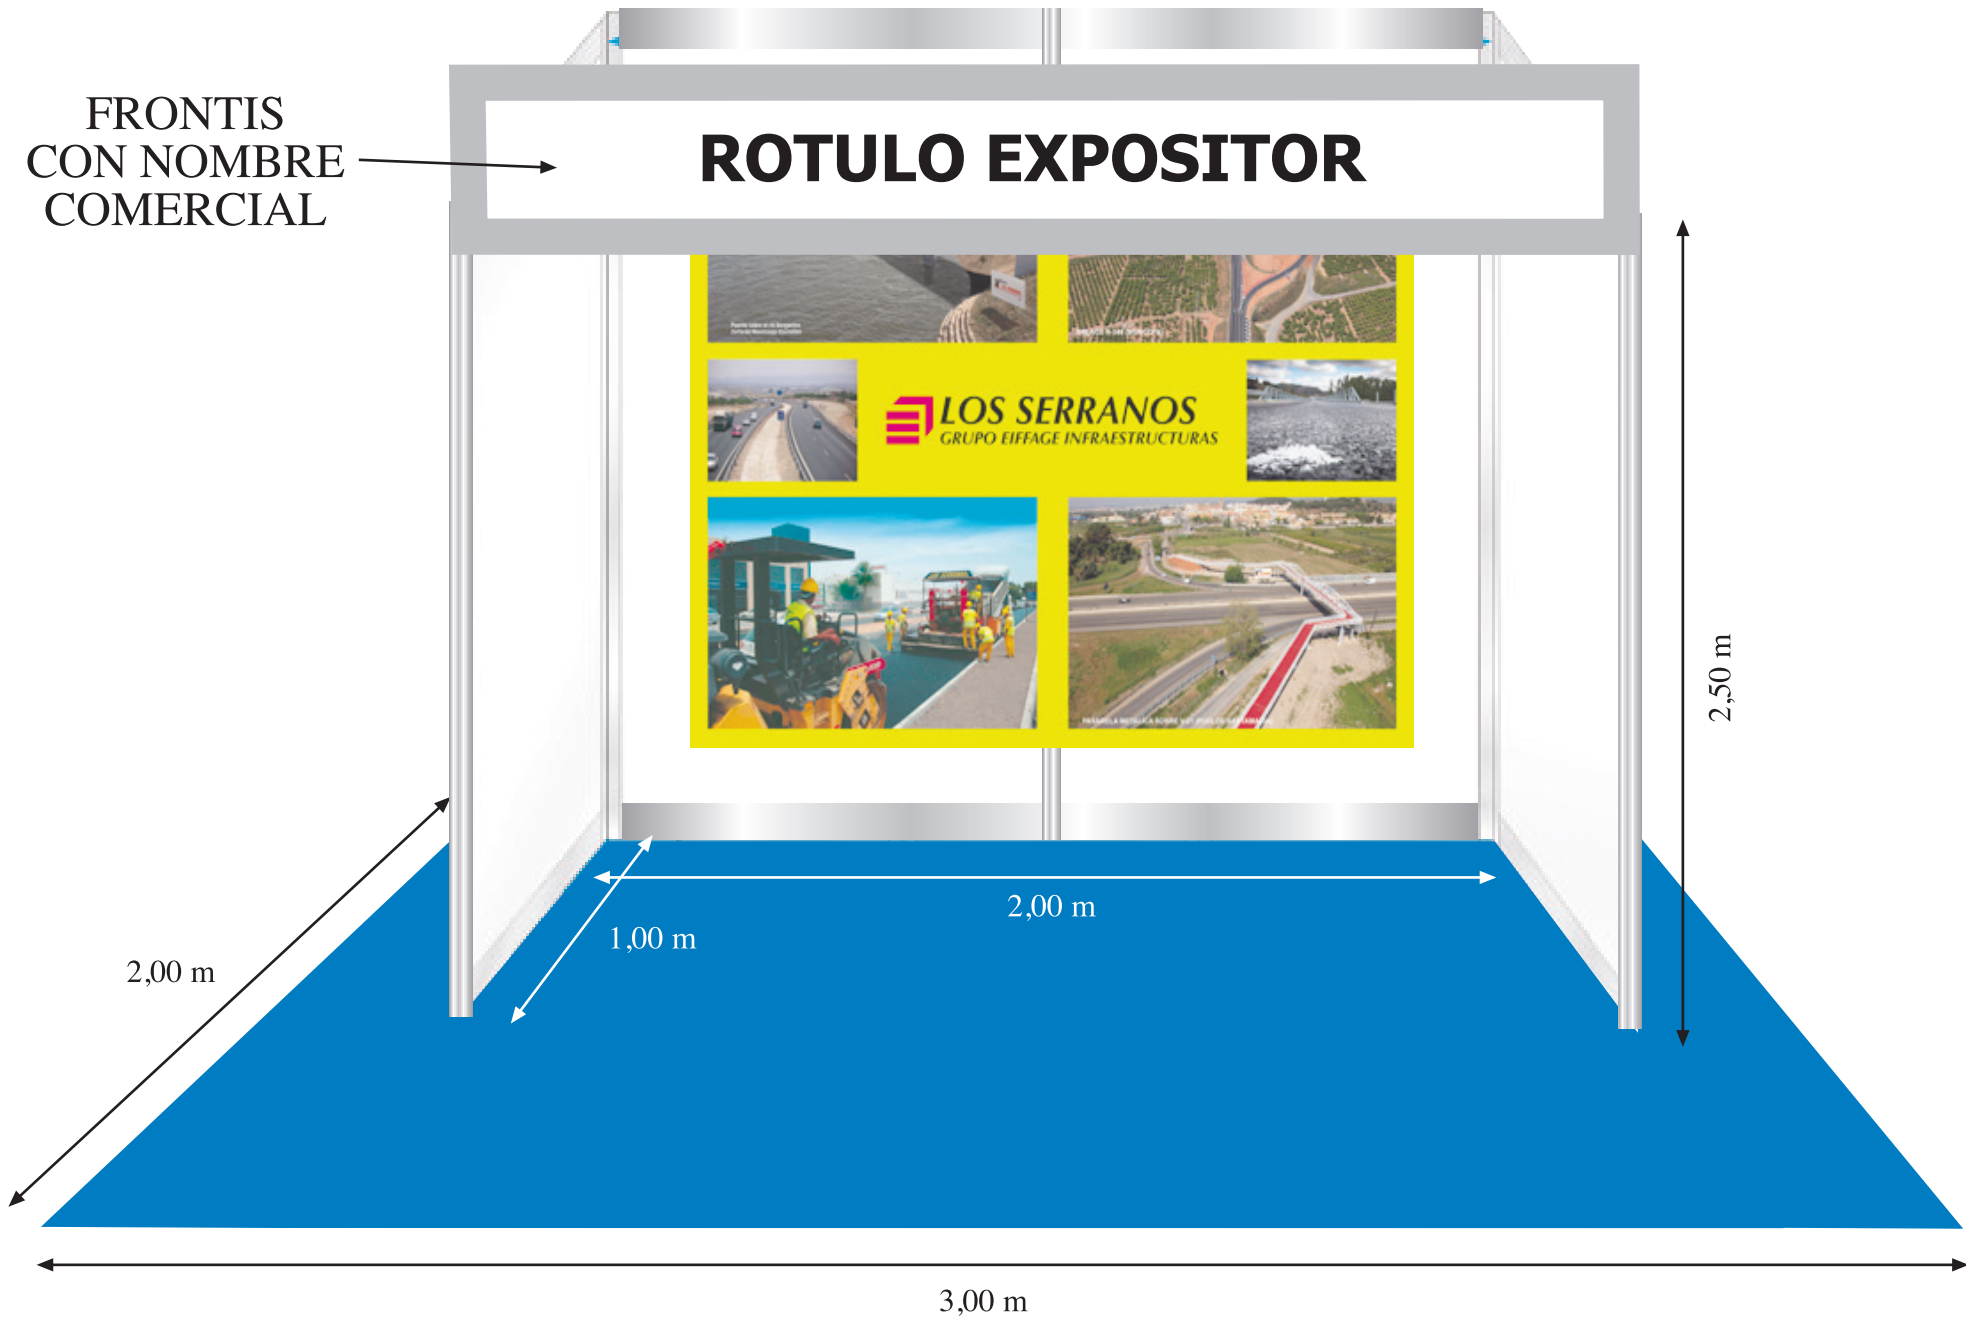 FRONTIS
CON NOMBRE
COMERCIAL
ROTULO EXPOSITOR
LOS SERRANOS
GRUPO EIFFAGE INFRAESTRUCTURAS
2,50 m
2,00 m
1,00 m
2,00 m
3,00 m